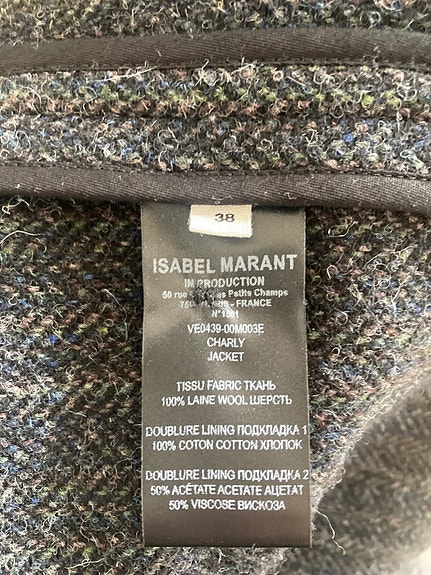 38
ISABEL MARANT
IM PRODUCTION
50 rue Petits Champs
FRANCE
VE0439-00M003E
CHARLY
JACKET
TISSU FABRIC ТКАНЬ
100% LAINE WOOL ШЕРСТЬ
DOUBLURE LINING ПОДКЛАДКА 1
100% COTON COTTON ХЛОПОК
DOUBLURE LINING ПОДКЛАДКА 2
50% ACÉTATE ACETATE АЦЕТАТ
50% VISCOSE ВИСКОЗА